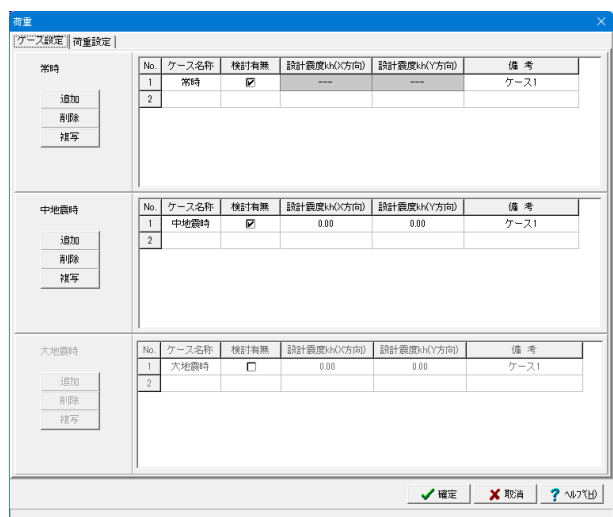 荷重
ケース設定 荷重設定
常時
追加
削除
複写
No. ケース名称 検討有無 設計震度kh(X方向) 設計震度kh(Y方向) 備 考
1 常時 --- --- ケース1
2
中地震時
追加
削除
複写
No. ケース名称 検討有無 設計震度kh(X方向) 設計震度kh(Y方向) 備 考
1 中地震時 0.00 0.00 ケース1
2
大地震時
追加
削除
複写
No. ケース名称 検討有無 設計震度kh(X方向) 設計震度kh(Y方向) 備 考
1 大地震時 0.00 0.00 ケース1
2
確定 取消 ? ヘルプ(H)